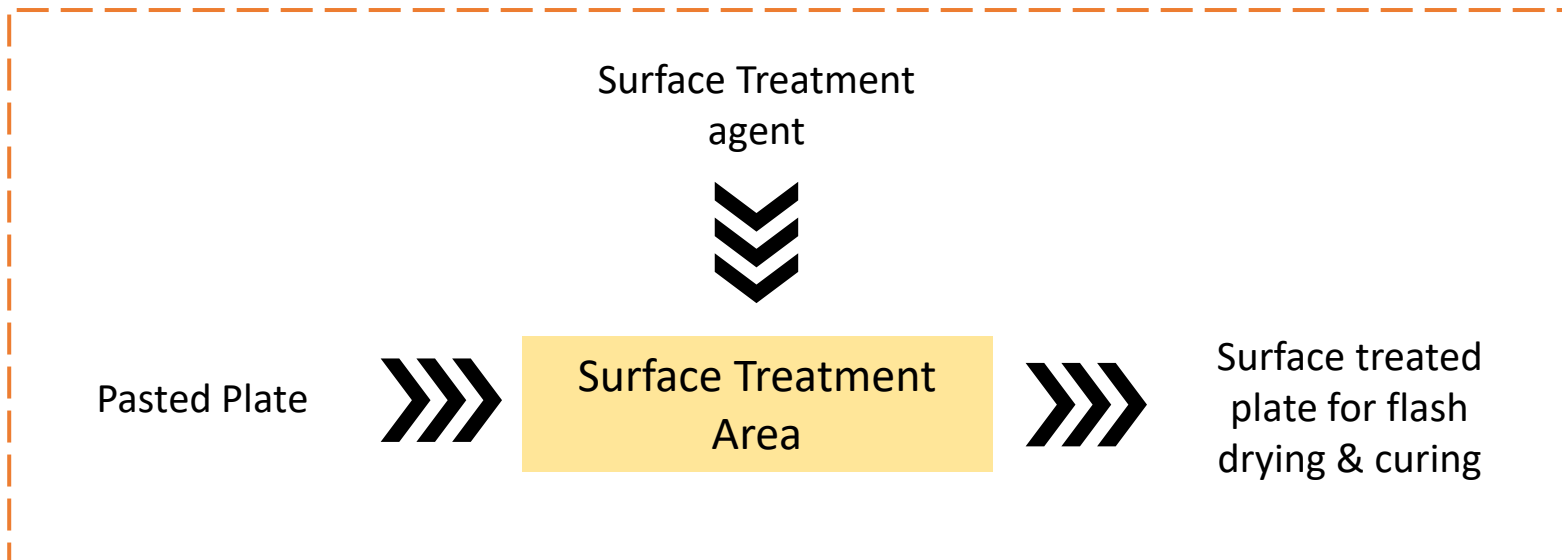 Surface Treatment
agent
Pasted Plate
Surface Treatment
Area
Surface treated
plate for flash
drying & curing